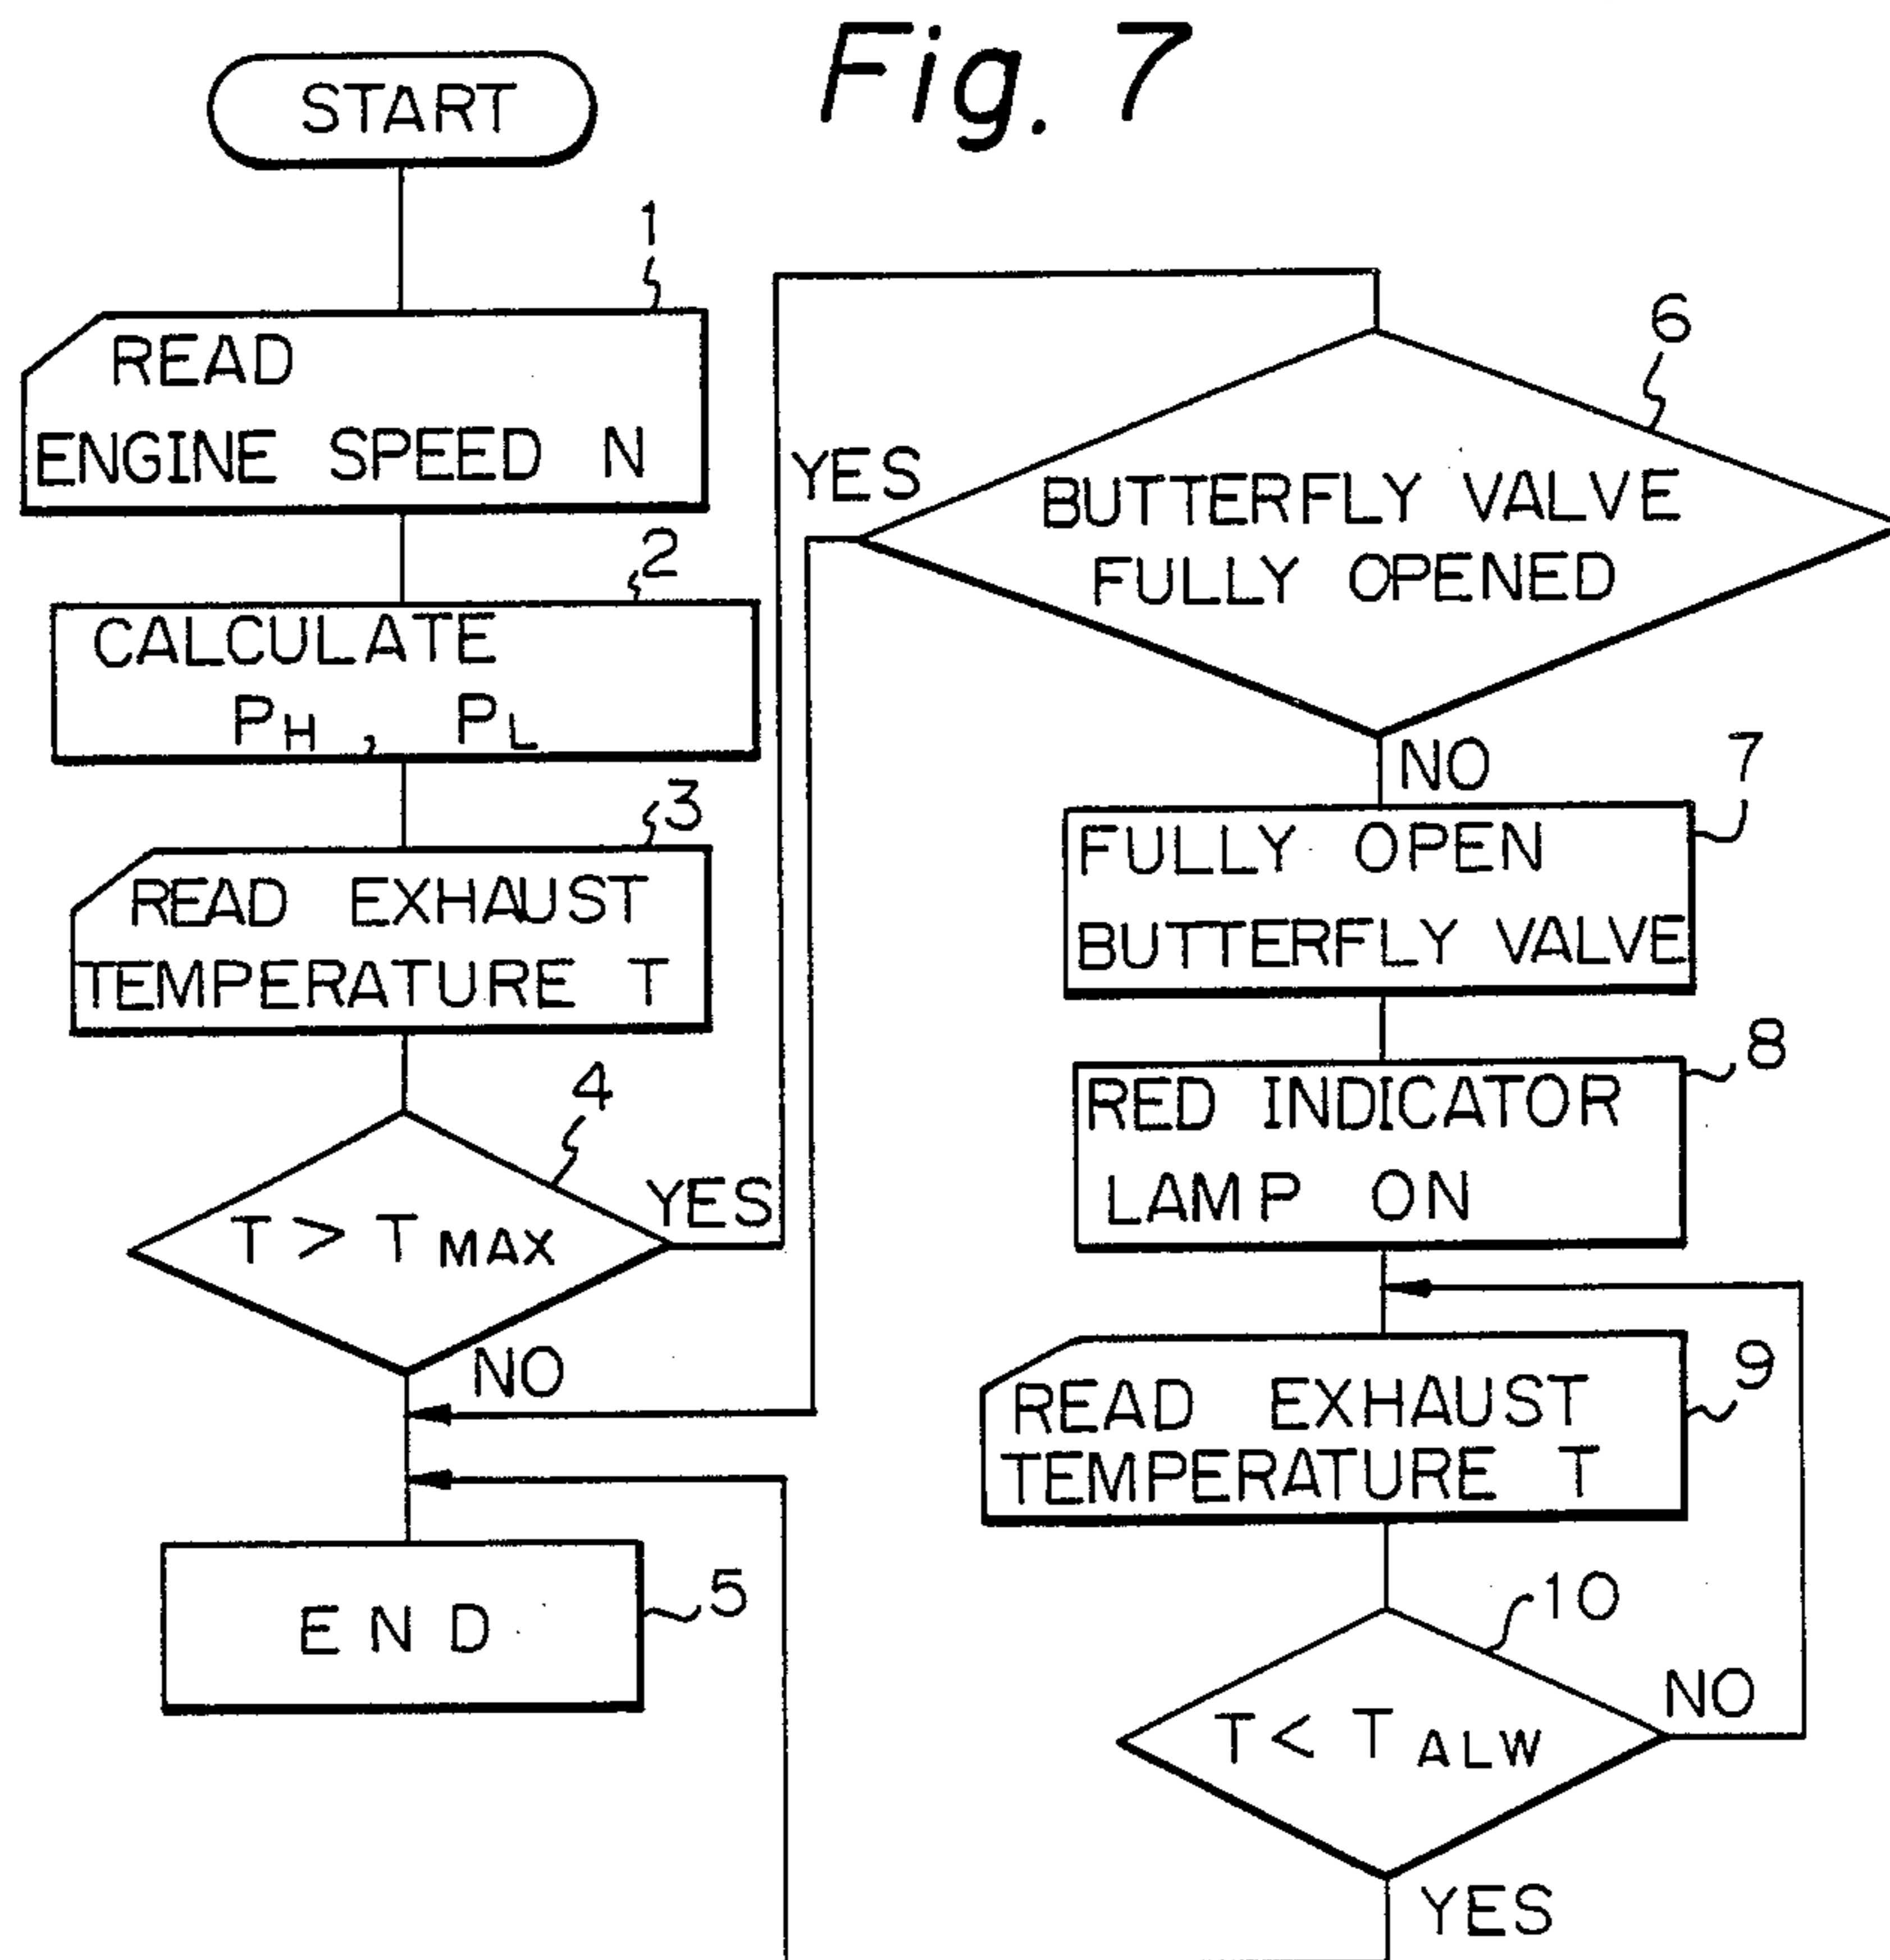 Fig. 7
START
1
READ
ENGINE SPEED N
2
CALCULATE
PH , PL
3
READ EXHAUST
TEMPERATURE T
4
T > TMAX
YES
NO
END
5
6
YES
BUTTERFLY VALVE
FULLY OPENED
NO
7
FULLY OPEN
BUTTERFLY VALVE
8
RED INDICATOR
LAMP ON
9
READ EXHAUST
TEMPERATURE T
10
T < TALW
NO
YES